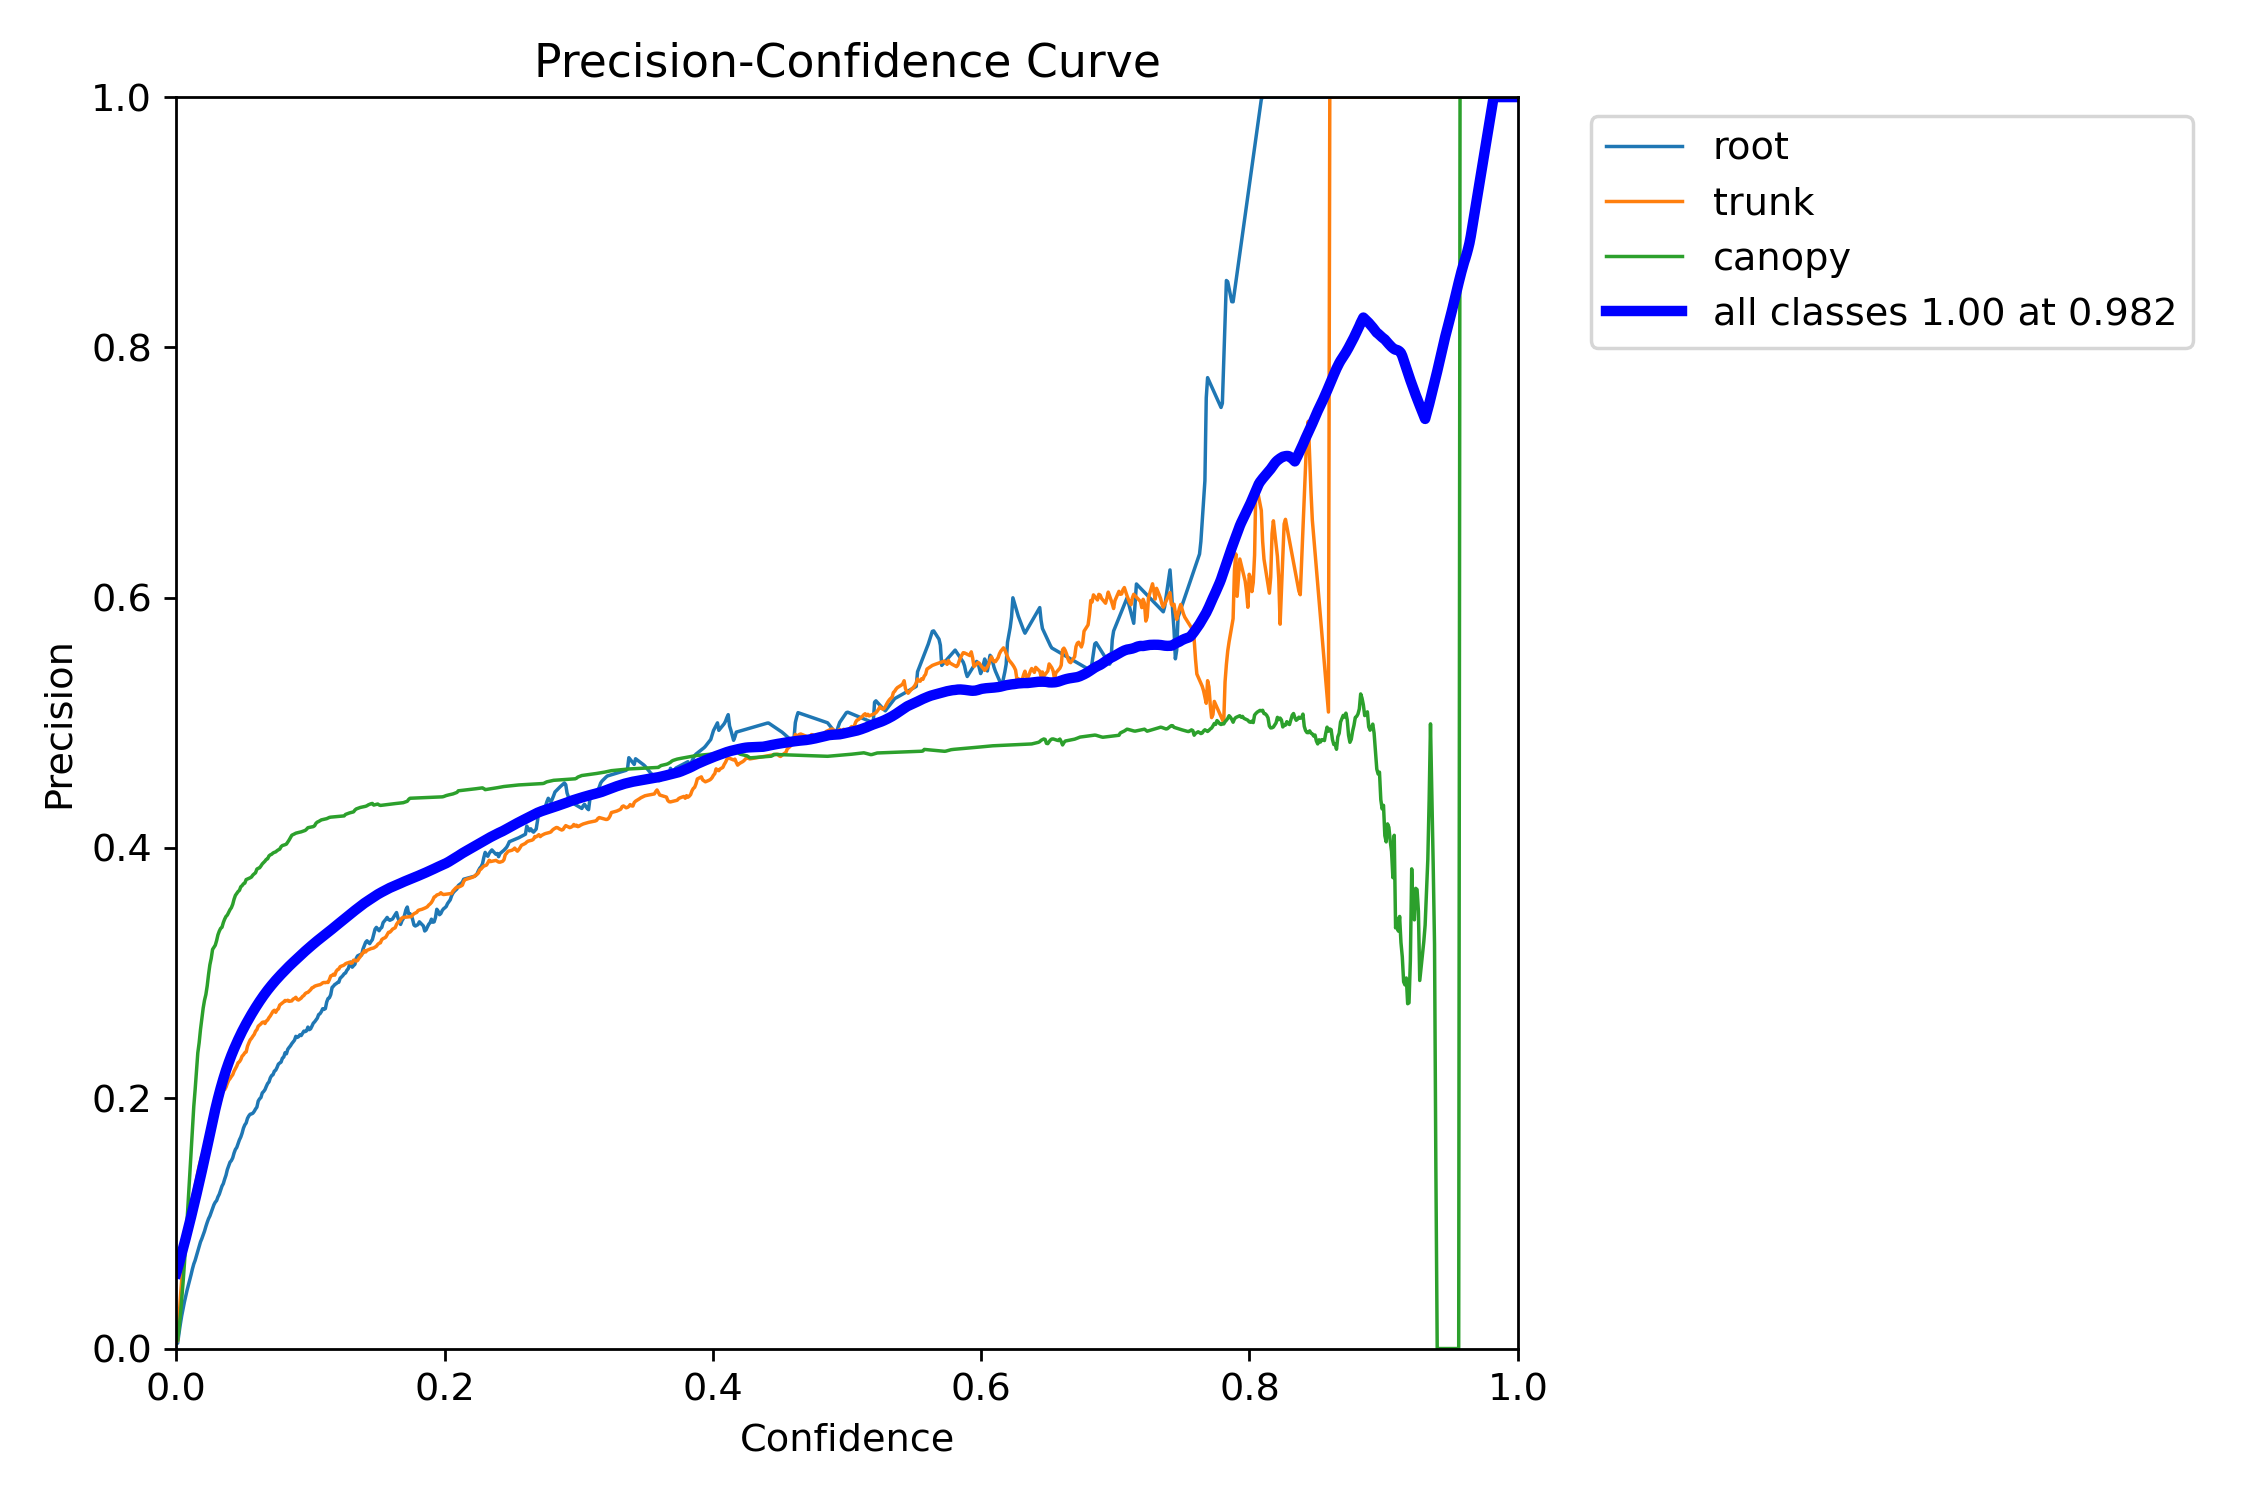 Precision-Confidence Curve
1.0
0.8
0.6
0.4
0.2
0.0
Precision
0.0 0.2 0.4 0.6 0.8 1.0
Confidence
root
trunk
canopy
all classes 1.00 at 0.982